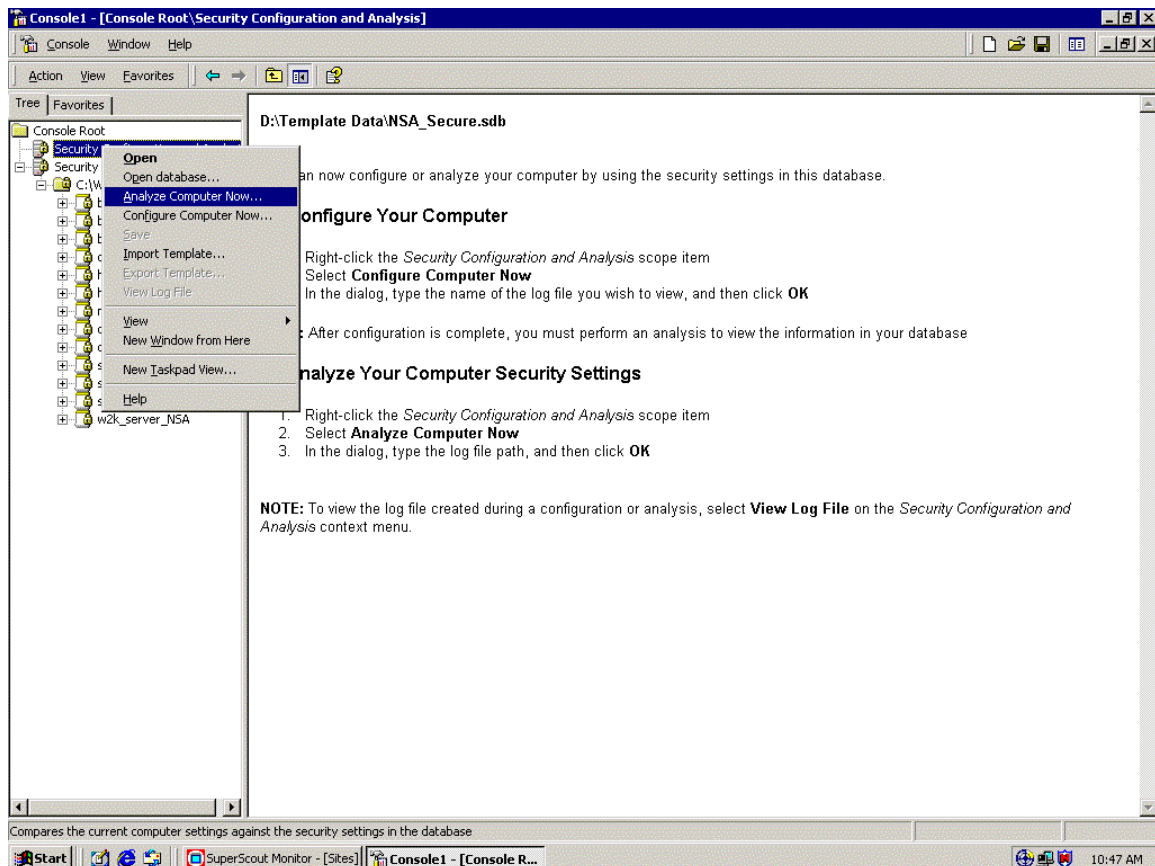 Console1 - [Console Root\Security Configuration and Analysis]
Console Window Help
Action View Favorites
Tree Favorites
Console Root
Security
Security
C:\W
w2k_server_NSA
Open
Open database...
Analyze Computer Now...
Configure Computer Now...
Save
Import Template...
Export Template...
View Log File
View
New Window from Here
New Taskpad View...
Help
D:\Template Data\NSA_Secure.sdb
an now configure or analyze your computer by using the security settings in this database.
onfigure Your Computer
Right-click the Security Configuration and Analysis scope item
Select Configure Computer Now
In the dialog, type the name of the log file you wish to view, and then click OK
: After configuration is complete, you must perform an analysis to view the information in your database
nalyze Your Computer Security Settings
1. Right-click the Security Configuration and Analysis scope item
2. Select Analyze Computer Now
3. In the dialog, type the log file path, and then click OK
NOTE: To view the log file created during a configuration or analysis, select View Log File on the Security Configuration and
Analysis context menu.
Compares the current computer settings against the security settings in the database
Start SuperScout Monitor - [Sites] Console1 - [Console R... 10:47 AM